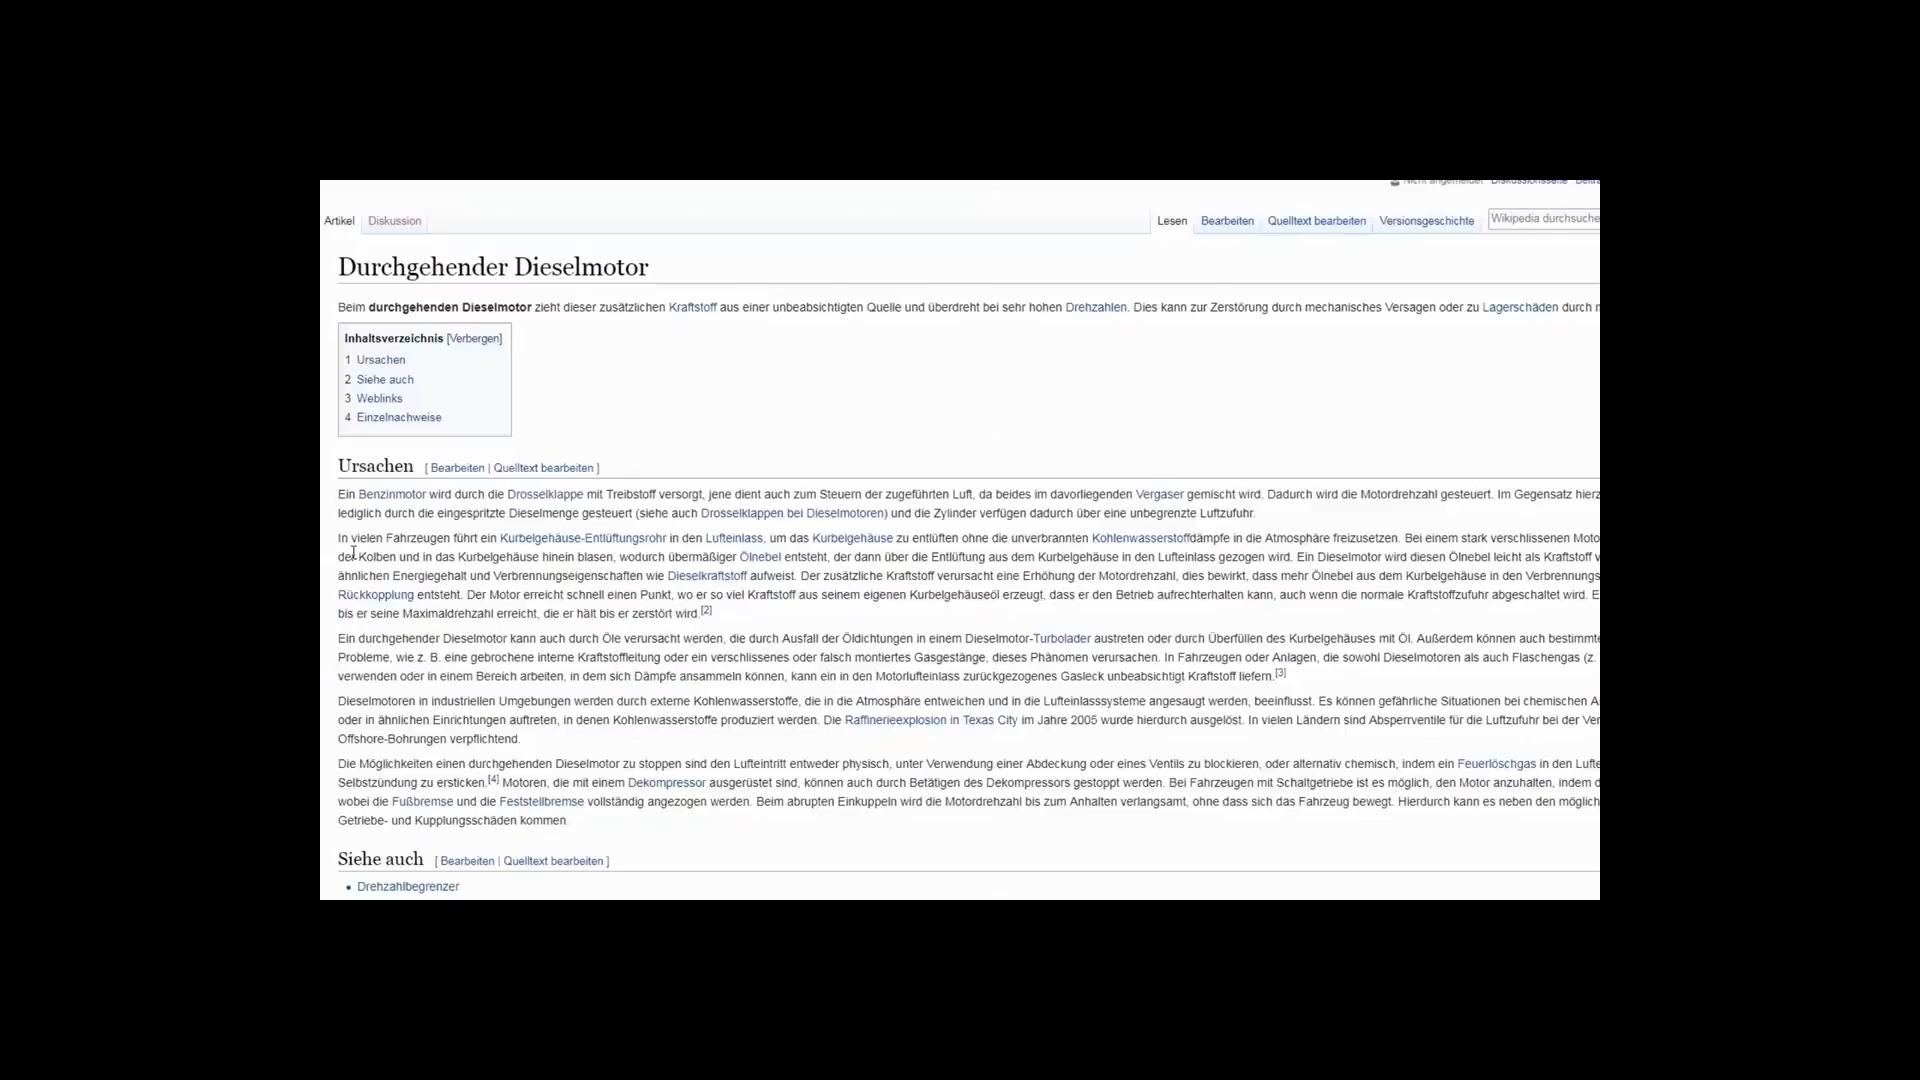 Nicht angemeldet Diskussionsseite
Artikel Diskussion Lesen Bearbeiten Quelltext bearbeiten Versionsgeschichte Wikipedia durchsuche
Durchgehender Dieselmotor
Beim durchgehenden Dieselmotor zieht dieser zusätzlichen Kraftstoff aus einer unbeabsichtigten Quelle und überdreht bei sehr hohen Drehzahlen. Dies kann zur Zerstörung durch mechanisches Versagen oder zu Lagerschäden durch
Inhaltsverzeichnis [Verbergen]
1 Ursachen
2 Siehe auch
3 Weblinks
4 Einzelnachweise
Ursachen [ Bearbeiten | Quelltext bearbeiten ]
Ein Benzinmotor wird durch die Drosselklappe mit Treibstoff versorgt, jene dient auch zum Steuern der zugeführten Luft, da beides im davorliegenden Vergaser gemischt wird. Dadurch wird die Motordrehzahl gesteuert. Im Gegensatz hierz
lediglich durch die eingespritzte Dieselmenge gesteuert (siehe auch Drosselklappen bei Dieselmotoren) und die Zylinder verfügen dadurch über eine unbegrenzte Luftzufuhr.
In vielen Fahrzeugen führt ein Kurbelgehäuse-Entlüftungsrohr in den Lufteinlass, um das Kurbelgehäuse zu entlüften ohne die unverbrannten Kohlenwasserstoffdämpfe in die Atmosphäre freizusetzen. Bei einem stark verschlissenen Moto
der Kolben und in das Kurbelgehäuse hinein blasen, wodurch übermäßiger Ölnebel entsteht, der dann über die Entlüftung aus dem Kurbelgehäuse in den Lufteinlass gezogen wird. Ein Dieselmotor wird diesen Ölnebel leicht als Kraftstoff v
ähnlichen Energiegehalt und Verbrennungseigenschaften wie Dieselkraftstoff aufweist. Der zusätzliche Kraftstoff verursacht eine Erhöhung der Motordrehzahl, dies bewirkt, dass mehr Ölnebel aus dem Kurbelgehäuse in den Verbrennungs
Rückkopplung entsteht. Der Motor erreicht schnell einen Punkt, wo er so viel Kraftstoff aus seinem eigenen Kurbelgehäuseöl erzeugt, dass er den Betrieb aufrechterhalten kann, auch wenn die normale Kraftstoffzufuhr abgeschaltet wird. E
bis er seine Maximaldrehzahl erreicht, die er hält bis er zerstört wird.[2]
Ein durchgehender Dieselmotor kann auch durch Öle verursacht werden, die durch Ausfall der Öldichtungen in einem Dieselmotor-Turbolader austreten oder durch Überfüllen des Kurbelgehäuses mit Öl. Außerdem können auch bestimmte
Probleme, wie z. B. eine gebrochene interne Kraftstoffleitung oder ein verschlissenes oder falsch montiertes Gasgestänge, dieses Phänomen verursachen. In Fahrzeugen oder Anlagen, die sowohl Dieselmotoren als auch Flaschengas (z.
verwenden oder in einem Bereich arbeiten, in dem sich Dämpfe ansammeln können, kann ein in den Motorlufteinlass zurückgezogenes Gasleck unbeabsichtigt Kraftstoff liefern.[3]
Dieselmotoren in industriellen Umgebungen werden durch externe Kohlenwasserstoffe, die in die Atmosphäre entweichen und in die Lufteinlasssysteme angesaugt werden, beeinflusst. Es können gefährliche Situationen bei chemischen A
oder in ähnlichen Einrichtungen auftreten, in denen Kohlenwasserstoffe produziert werden. Die Raffinerieexplosion in Texas City im Jahre 2005 wurde hierdurch ausgelöst. In vielen Ländern sind Absperrventile für die Luftzufuhr bei der Ver
Offshore-Bohrungen verpflichtend.
Die Möglichkeiten einen durchgehenden Dieselmotor zu stoppen sind den Lufteintritt entweder physisch, unter Verwendung einer Abdeckung oder eines Ventils zu blockieren, oder alternativ chemisch, indem ein Feuerlöschgas in den Lufte
Selbstzündung zu ersticken.[4] Motoren, die mit einem Dekompressor ausgerüstet sind, können auch durch Betätigen des Dekompressors gestoppt werden. Bei Fahrzeugen mit Schaltgetriebe ist es möglich, den Motor anzuhalten, indem d
wobei die Fußbremse und die Feststellbremse vollständig angezogen werden. Beim abrupten Einkuppeln wird die Motordrehzahl bis zum Anhalten verlangsamt, ohne dass sich das Fahrzeug bewegt. Hierdurch kann es neben den möglich
Getriebe- und Kupplungsschäden kommen.
Siehe auch [ Bearbeiten | Quelltext bearbeiten ]
• Drehzahlbegrenzer